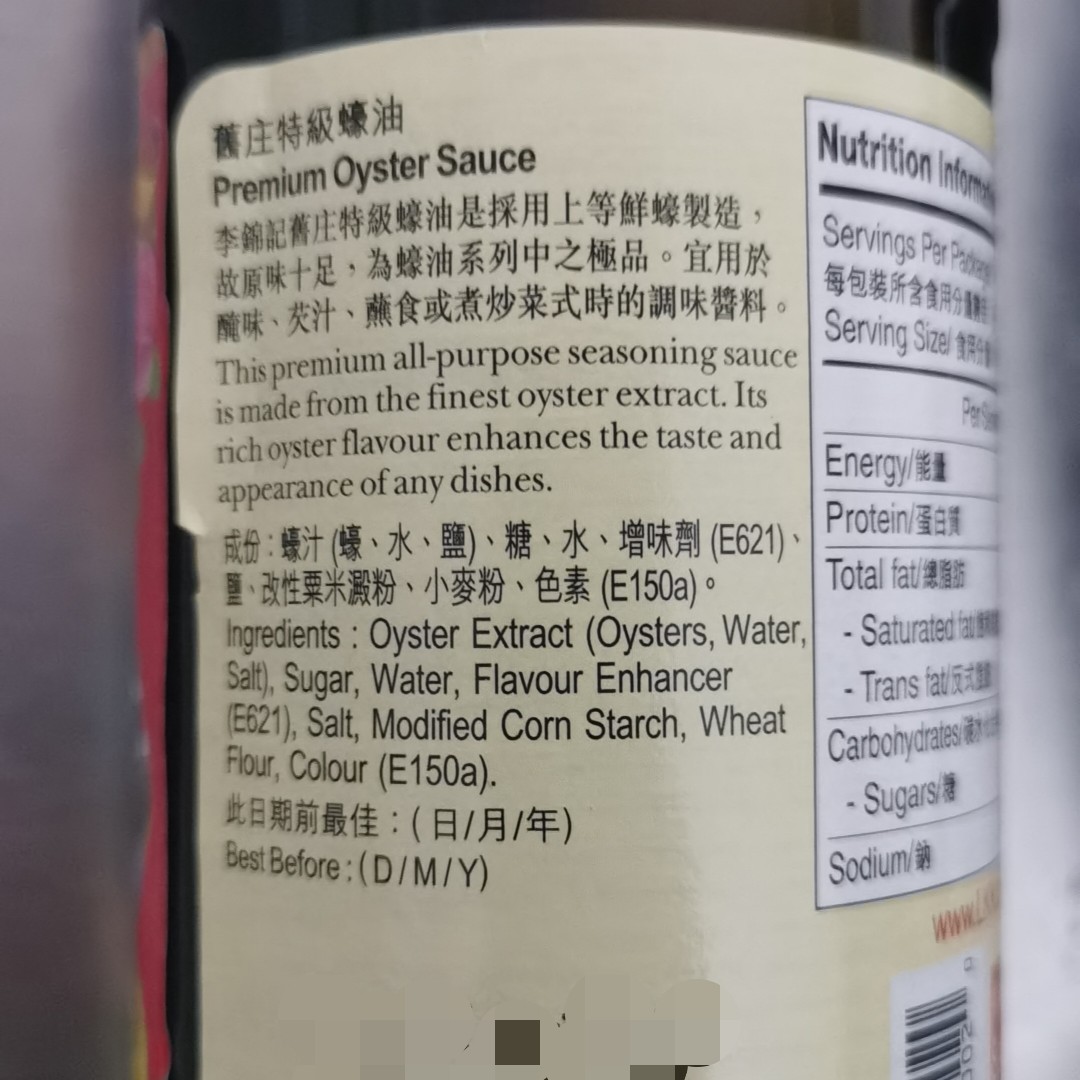 舊庄特級蠔油
Premium Oyster Sauce
李錦記舊庄特級蠔油是採用上等鮮蠔製造，
故原味十足，為蠔油系列中之極品。宜用於
醃味、芡汁、蘸食或煮炒菜式時的調味醬料。
This premium all-purpose seasoning sauce
is made from the finest oyster extract. Its
rich oyster flavour enhances the taste and
appearance of any dishes.
成份：蠔汁 (蠔、水、鹽)、糖、水、增味劑 (E621)、
鹽、改性粟米澱粉、小麥粉、色素 (E150a)。
Ingredients : Oyster Extract (Oysters, Water,
Salt), Sugar, Water, Flavour Enhancer
(E621), Salt, Modified Corn Starch, Wheat
Flour, Colour (E150a).
此日期前最佳：( 日/月/年)
Best Before : (D/M/Y)
Nutrition
Servings Per
每包裝所含食用分
Serving Size/ 食用分
Per
Energy/能量
Protein/蛋白質
Total fat/總脂肪
- Saturated fat/
- Trans fat/反式
Carbohydrates/
- Sugars/糖
Sodium/鈉
www.